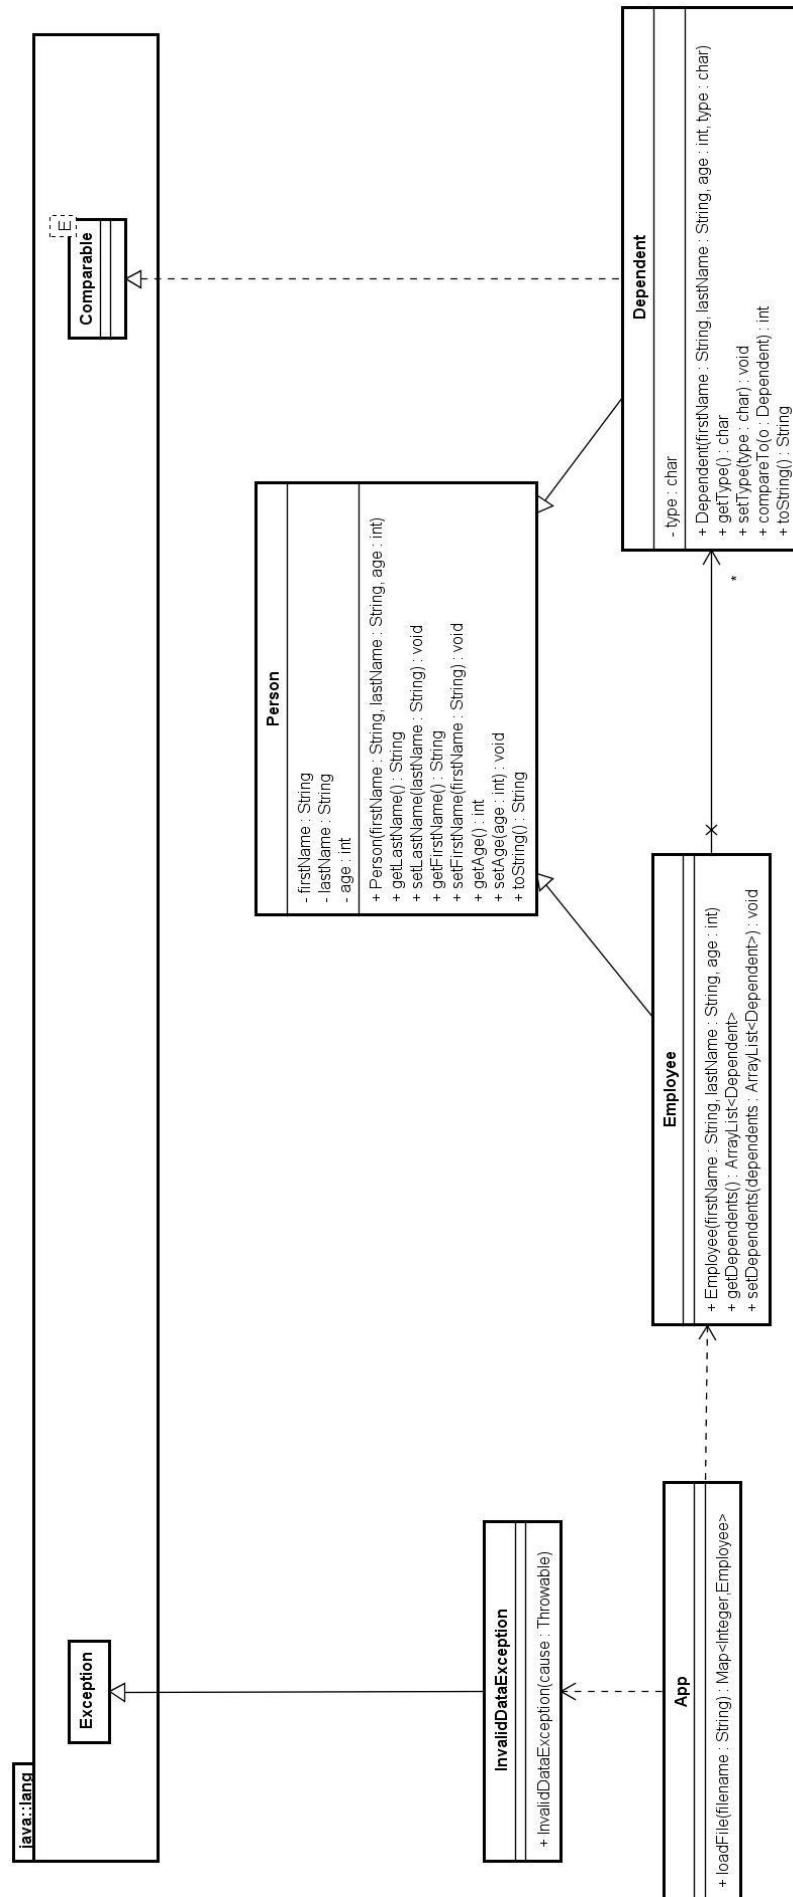 java::lang
Exception
Comparable
E
Person
- firstName : String
- lastName : String
- age : int
+ Person(firstName : String, lastName : String, age : int)
+ getLastName() : String
+ setLastName(lastName : String) : void
+ getFirstName() : String
+ setFirstName(firstName : String) : void
+ getAge() : int
+ setAge(age : int) : void
+ toString() : String
InvalidDataException
+ InvalidDataException(cause : Throwable)
App
+ loadFile(filename : String) : Map<Integer,Employee>
Employee
+ Employee(firstName : String, lastName : String, age : int)
+ getDependents() : ArrayList<Dependent>
+ setDependents(dependents : ArrayList<Dependent>) : void
*
Dependent
- type : char
+ Dependent(firstName : String, lastName : String, age : int, type : char)
+ getType() : char
+ setType(type : char) : void
+ compareTo(o : Dependent) : int
+ toString() : String